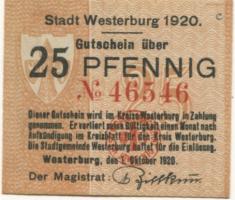 Stadt Westerburg 1920.
Gutschein über
25 PFENNIG
№ 46546
Dieser Gutschein wird im Kreise Westerburg in Zahlung
genommen. Er verliert seine Gültigkeit einen Monat nach
Aufkündigung im Kreisblatt für den Kreis Westerburg.
Die Stadtgemeinde Westerburg haftet für die Einlösung.
Westerburg, den 1. Oktober 1920.
Der Magistrat: